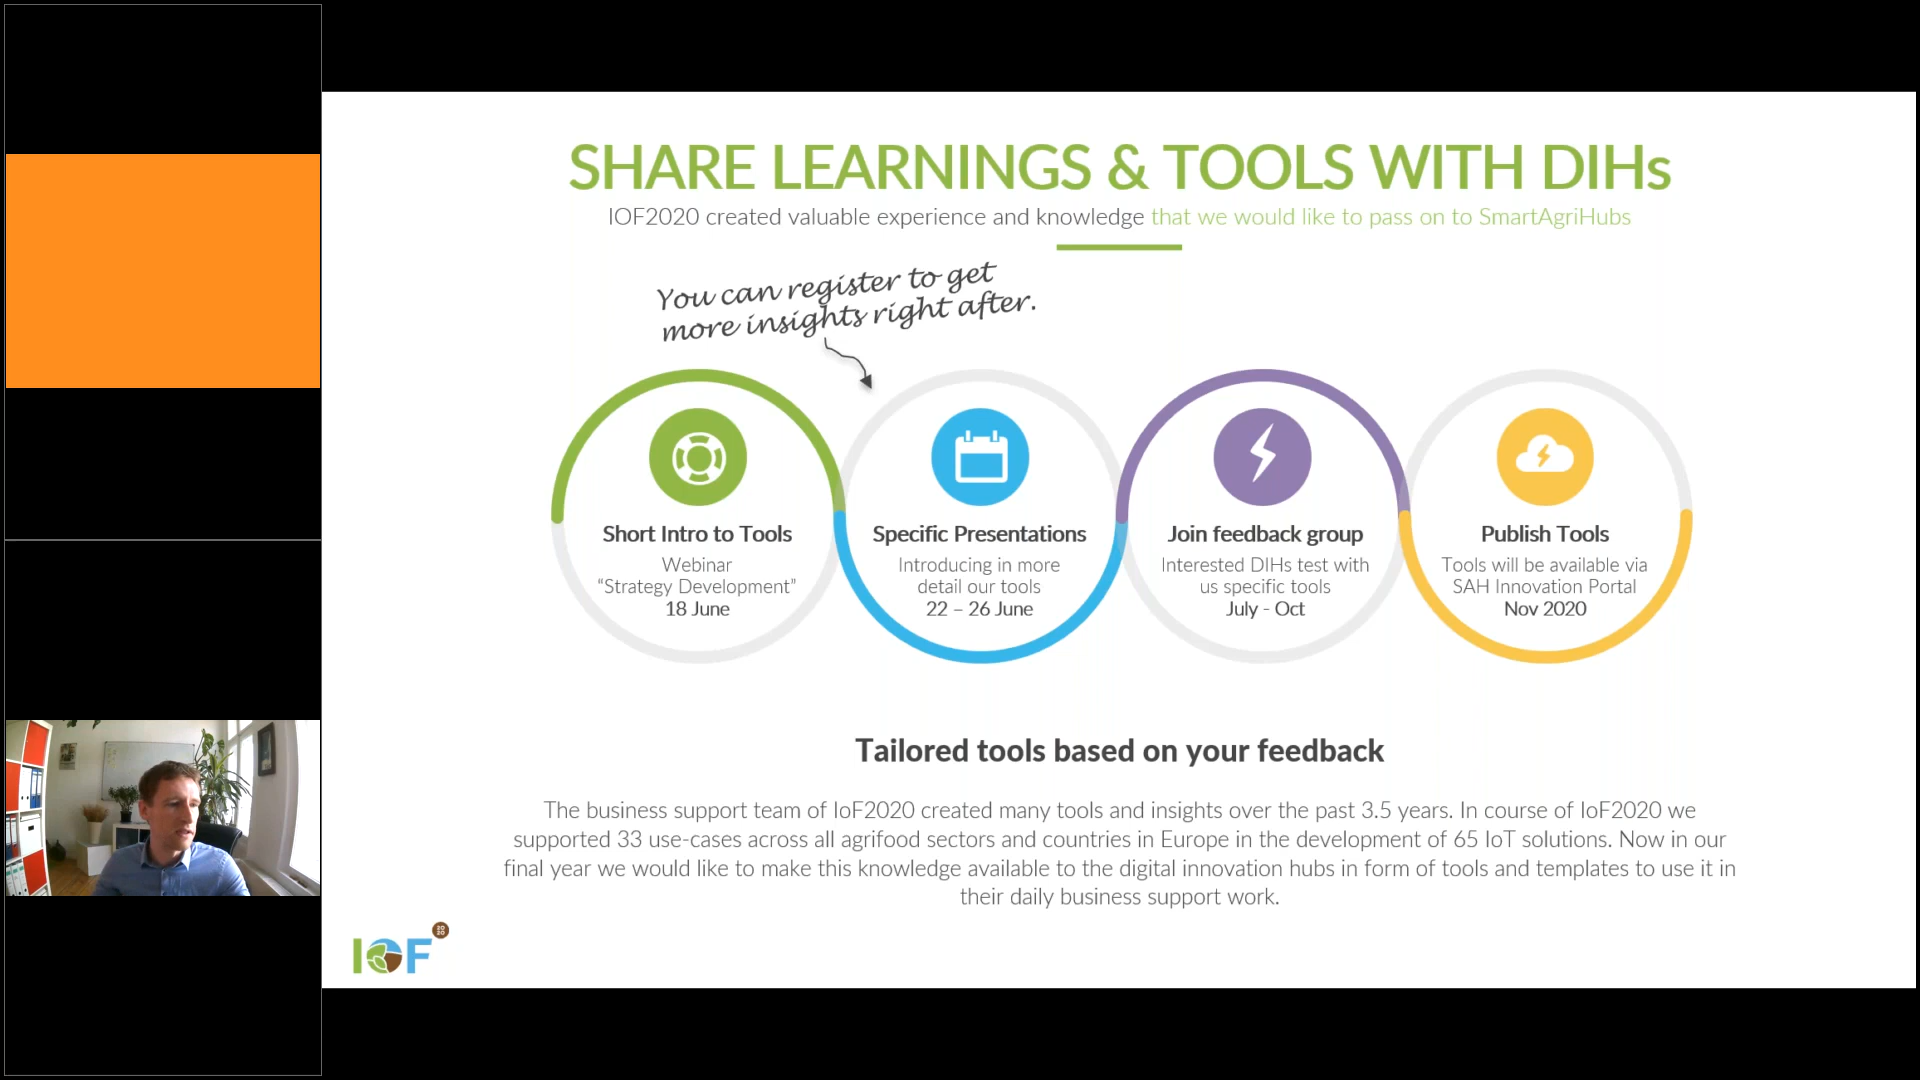 SHARE LEARNINGS & TOOLS WITH DIHs
IOF2020 created valuable experience and knowledge that we would like to pass on to SmartAgriHubs
You can register to get
more insights right after.
Short Intro to Tools
Webinar
“Strategy Development”
18 June
Specific Presentations
Introducing in more
detail our tools
22 – 26 June
Join feedback group
Interested DIHs test with
us specific tools
July - Oct
Publish Tools
Tools will be available via
SAH Innovation Portal
Nov 2020
Tailored tools based on your feedback
The business support team of IoF2020 created many tools and insights over the past 3.5 years. In course of IoF2020 we
supported 33 use-cases across all agrifood sectors and countries in Europe in the development of 65 IoT solutions. Now in our
final year we would like to make this knowledge available to the digital innovation hubs in form of tools and templates to use it in
their daily business support work.
IOF
20
20